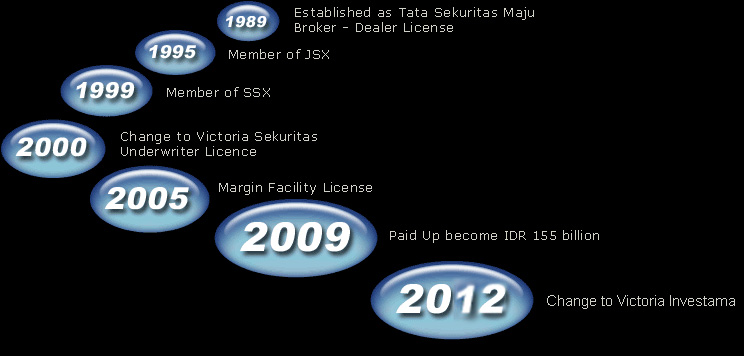 1989
Established as Tata Sekuritas Maju
Broker - Dealer License
1995
Member of JSX
1999
Member of SSX
2000
Change to Victoria Sekuritas
Underwriter Licence
2005
Margin Facility License
2009
Paid Up become IDR 155 billion
2012
Change to Victoria Investama